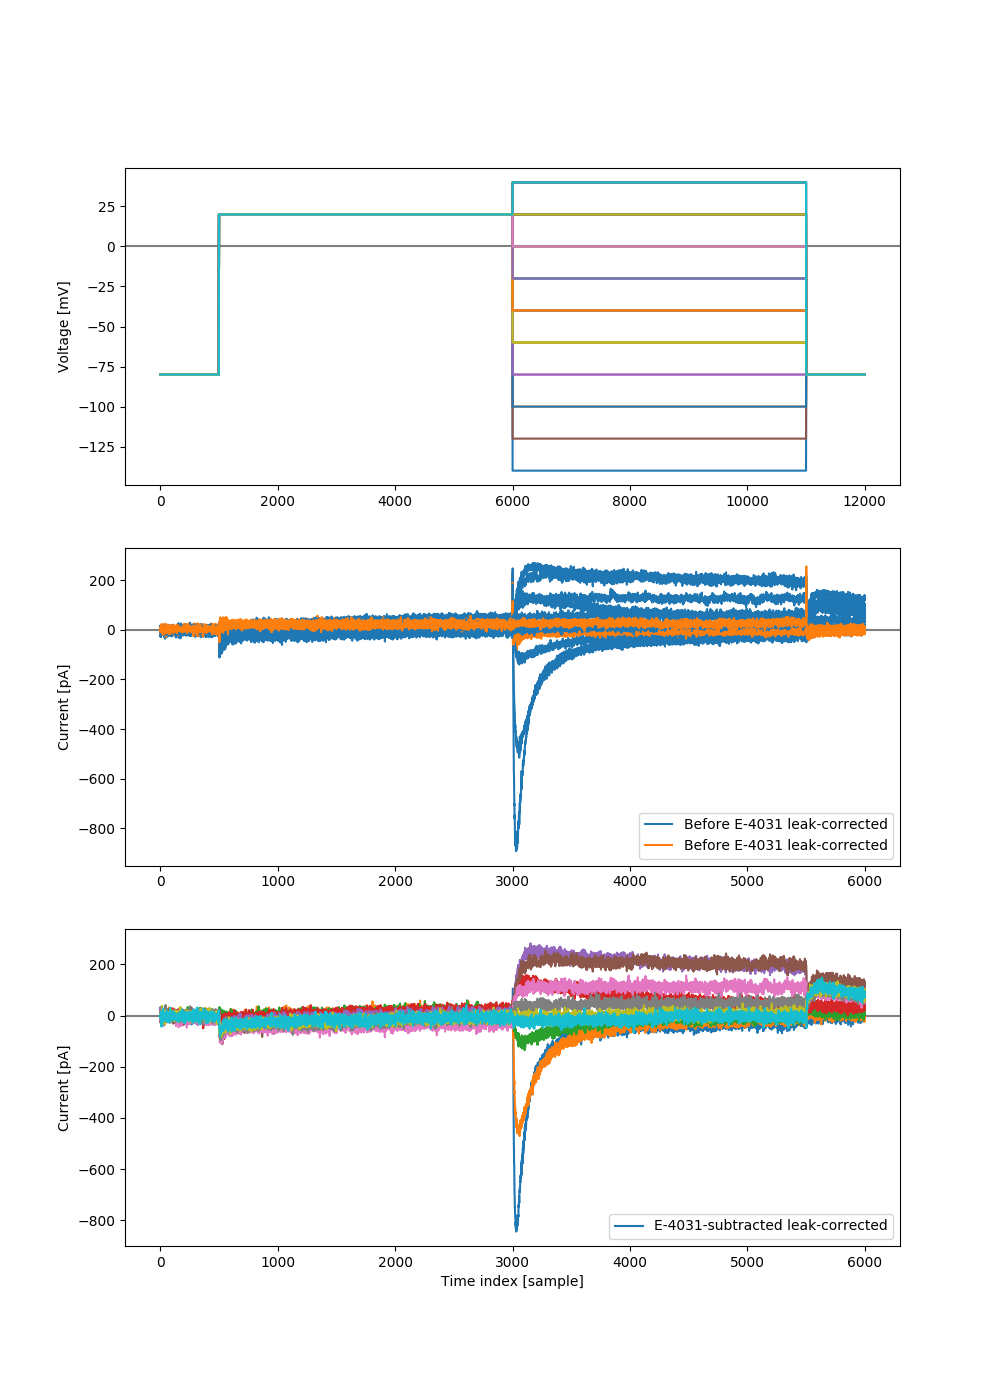 25
0
−25
−50
−75
−100
−125
Voltage [mV]
0 2000 4000 6000 8000 10000 12000
200
0
−200
−400
−600
−800
Current [pA]
Before E-4031 leak-corrected
Before E-4031 leak-corrected
0 1000 2000 3000 4000 5000 6000
200
0
−200
−400
−600
−800
Current [pA]
E-4031-subtracted leak-corrected
0 1000 2000 3000 4000 5000 6000
Time index [sample]